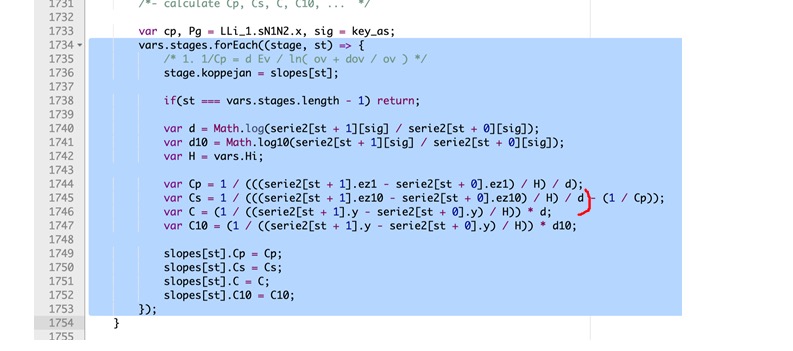 1731 /*- calculate Cp, Cs, C, C10, ...  */
1732
1733 var cp, Pg = LLi_1.sN1N2.x, sig = key_as;
1734 vars.stages.forEach((stage, st) => {
1735 /* 1. 1/Cp = d Ev / ln( ov + dov / ov ) */
1736 stage.koppejan = slopes[st];
1737
1738 if(st === vars.stages.length - 1) return;
1739
1740 var d = Math.log(serie2[st + 1][sig] / serie2[st + 0][sig]);
1741 var d10 = Math.log10(serie2[st + 1][sig] / serie2[st + 0][sig]);
1742 var H = vars.Hi;
1743
1744 var Cp = 1 / (((serie2[st + 1].ez1 - serie2[st + 0].ez1) / H) / d);
1745 var Cs = 1 / (((serie2[st + 1].ez10 - serie2[st + 0].ez10) / H) / d - (1 / Cp));
1746 var C = (1 / ((serie2[st + 1].y - serie2[st + 0].y) / H)) * d;
1747 var C10 = (1 / ((serie2[st + 1].y - serie2[st + 0].y) / H)) * d10;
1748
1749 slopes[st].Cp = Cp;
1750 slopes[st].Cs = Cs;
1751 slopes[st].C = C;
1752 slopes[st].C10 = C10;
1753 });
1754 }
1755